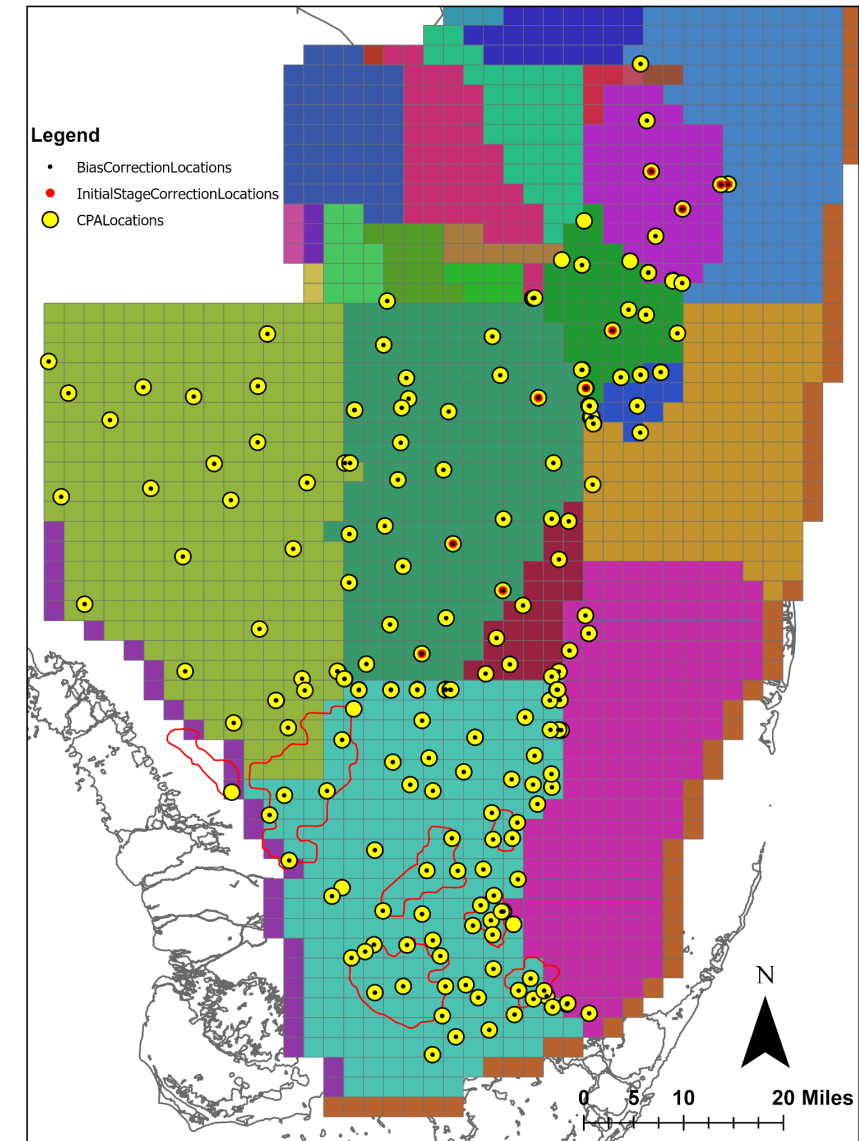 Legend
BiasCorrectionLocations
InitialStageCorrectionLocations
CPALocations
N
0 5 10 20 Miles